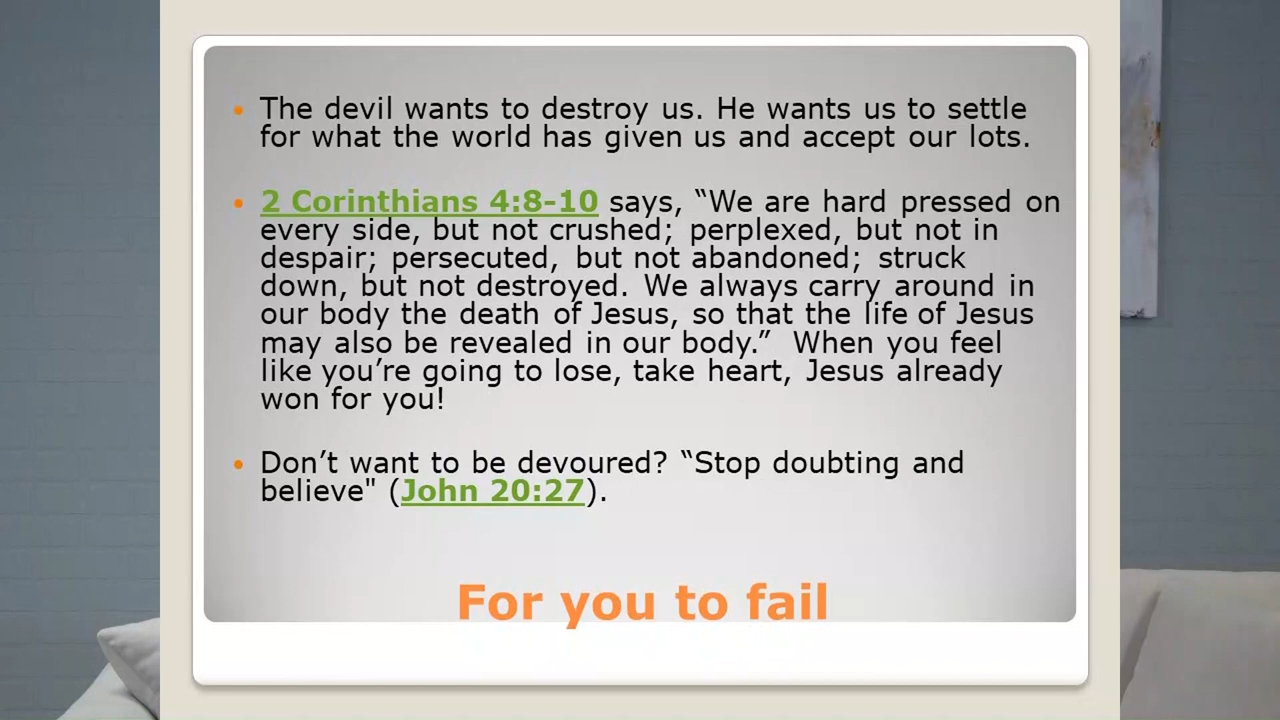 The devil wants to destroy us. He wants us to settle
for what the world has given us and accept our lots.
2 Corinthians 4:8-10 says, “We are hard pressed on
every side, but not crushed; perplexed, but not in
despair; persecuted, but not abandoned; struck
down, but not destroyed. We always carry around in
our body the death of Jesus, so that the life of Jesus
may also be revealed in our body.” When you feel
like you’re going to lose, take heart, Jesus already
won for you!
Don’t want to be devoured? “Stop doubting and
believe" (John 20:27).
For you to fail